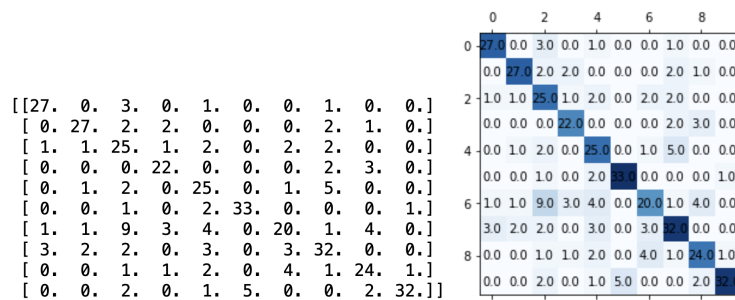 [[27. 0. 3. 0. 1. 0. 0. 1. 0. 0.]
[ 0. 27. 2. 2. 0. 0. 0. 2. 1. 0.]
[ 1. 1. 25. 1. 2. 0. 2. 2. 0. 0.]
[ 0. 0. 0. 22. 0. 0. 0. 2. 3. 0.]
[ 0. 1. 2. 0. 25. 0. 1. 5. 0. 0.]
[ 0. 0. 1. 0. 2. 33. 0. 0. 0. 1.]
[ 1. 1. 9. 3. 4. 0. 20. 1. 4. 0.]
[ 3. 2. 2. 0. 3. 0. 3. 32. 0. 0.]
[ 0. 0. 1. 1. 2. 0. 4. 1. 24. 1.]
[ 0. 0. 2. 0. 1. 5. 0. 0. 2. 32.]]
0 2 4 6 8
0 27.0 0.0 3.0 0.0 1.0 0.0 0.0 1.0 0.0 0.0
0.0 27.0 2.0 2.0 0.0 0.0 0.0 2.0 1.0 0.0
2 1.0 1.0 25.0 1.0 2.0 0.0 2.0 2.0 0.0 0.0
0.0 0.0 0.0 22.0 0.0 0.0 0.0 2.0 3.0 0.0
4 0.0 1.0 2.0 0.0 25.0 0.0 1.0 5.0 0.0 0.0
0.0 0.0 1.0 0.0 2.0 33.0 0.0 0.0 0.0 1.0
6 1.0 1.0 9.0 3.0 4.0 0.0 20.0 1.0 4.0 0.0
3.0 2.0 2.0 0.0 3.0 0.0 3.0 32.0 0.0 0.0
8 0.0 0.0 1.0 1.0 2.0 0.0 4.0 1.0 24.0 1.0
0.0 0.0 2.0 0.0 1.0 5.0 0.0 0.0 2.0 32.0